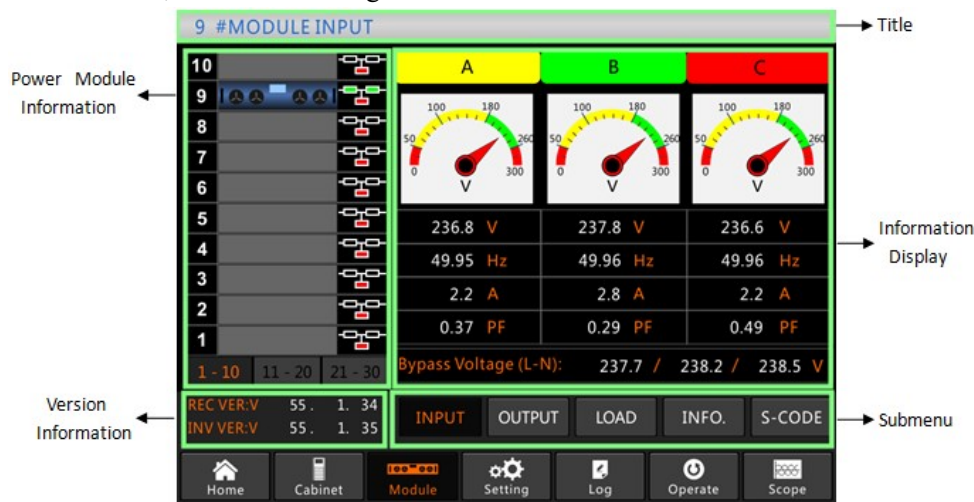 9 #MODULE INPUT
Title
Power Module
Information
10
9
8
7
6
5
4
3
2
1
1 - 10 11 - 20 21 - 30
A B C
0 50 100 180 260 300 V
0 50 100 180 260 300 V
0 50 100 180 260 300 V
236.8 V 237.8 V 236.6 V
49.95 Hz 49.96 Hz 49.96 Hz
2.2 A 2.8 A 2.2 A
0.37 PF 0.29 PF 0.49 PF
Bypass Voltage (L-N): 237.7 / 238.2 / 238.5 V
Information
Display
Version
Information
REC VER:V 55. 1. 34
INV VER:V 55. 1. 35
INPUT OUTPUT LOAD INFO. S-CODE
Submenu
Home Cabinet Module Setting Log Operate Scope